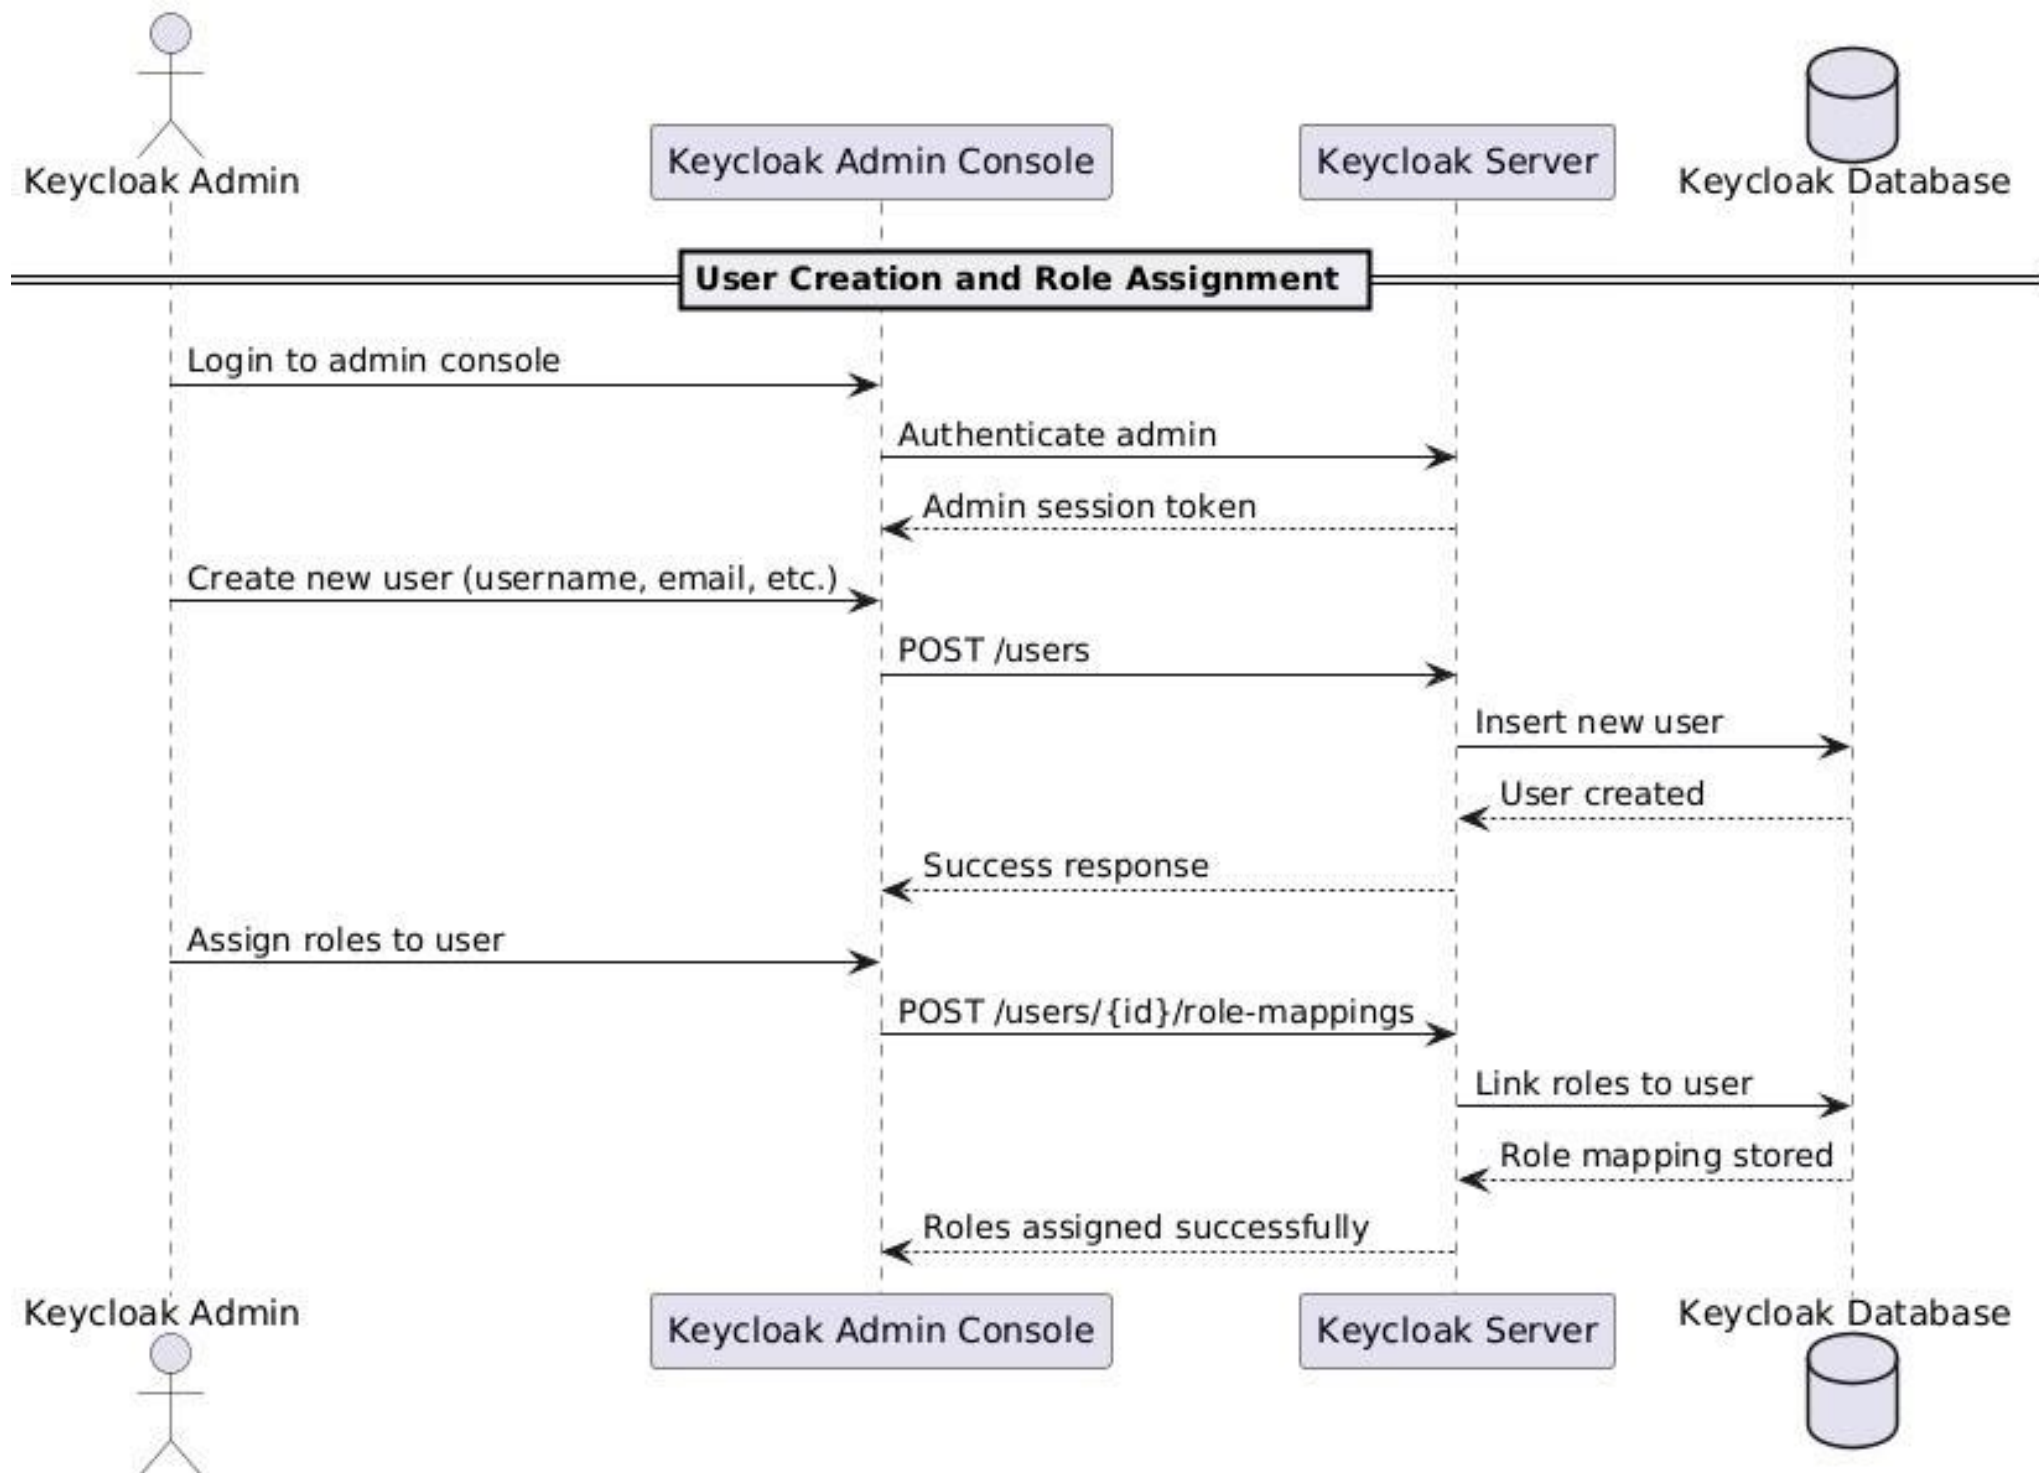 Keycloak Admin
Keycloak Admin Console
Keycloak Server
Keycloak Database
User Creation and Role Assignment
Login to admin console
Authenticate admin
Admin session token
Create new user (username, email, etc.)
POST /users
Insert new user
User created
Success response
Assign roles to user
POST /users/{id}/role-mappings
Link roles to user
Role mapping stored
Roles assigned successfully
Keycloak Admin
Keycloak Admin Console
Keycloak Server
Keycloak Database